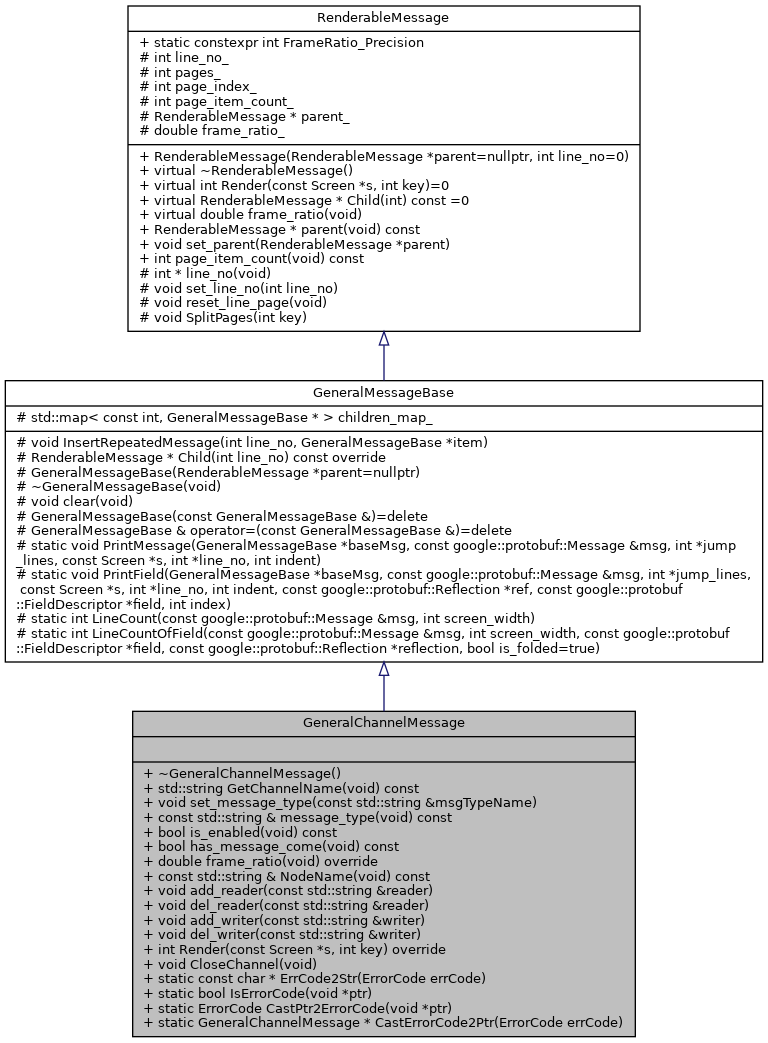 RenderableMessage
+ static constexpr int FrameRatio_Precision
# int line_no_
# int pages_
# int page_index_
# int page_item_count_
# RenderableMessage * parent_
# double frame_ratio_
+ RenderableMessage(RenderableMessage *parent=nullptr, int line_no=0)
+ virtual ~RenderableMessage()
+ virtual int Render(const Screen *s, int key)=0
+ virtual RenderableMessage * Child(int) const =0
+ virtual double frame_ratio(void)
+ RenderableMessage * parent(void) const
+ void set_parent(RenderableMessage *parent)
+ int page_item_count(void) const
# int * line_no(void)
# void set_line_no(int line_no)
# void reset_line_page(void)
# void SplitPages(int key)
GeneralMessageBase
# std::map< const int, GeneralMessageBase * > children_map_
# void InsertRepeatedMessage(int line_no, GeneralMessageBase *item)
# RenderableMessage * Child(int line_no) const override
# GeneralMessageBase(RenderableMessage *parent=nullptr)
# ~GeneralMessageBase(void)
# void clear(void)
# GeneralMessageBase(const GeneralMessageBase &)=delete
# GeneralMessageBase & operator=(const GeneralMessageBase &)=delete
# static void PrintMessage(GeneralMessageBase *baseMsg, const google::protobuf::Message &msg, int *jump
_lines, const Screen *s, int *line_no, int indent)
# static void PrintField(GeneralMessageBase *baseMsg, const google::protobuf::Message &msg, int *jump_lines,
const Screen *s, int *line_no, int indent, const google::protobuf::Reflection *ref, const google::protobuf
::FieldDescriptor *field, int index)
# static int LineCount(const google::protobuf::Message &msg, int screen_width)
# static int LineCountOfField(const google::protobuf::Message &msg, int screen_width, const google::protobuf
::FieldDescriptor *field, const google::protobuf::Reflection *reflection, bool is_folded=true)
GeneralChannelMessage
+ ~GeneralChannelMessage()
+ std::string GetChannelName(void) const
+ void set_message_type(const std::string &msgTypeName)
+ const std::string & message_type(void) const
+ bool is_enabled(void) const
+ bool has_message_come(void) const
+ double frame_ratio(void) override
+ const std::string & NodeName(void) const
+ void add_reader(const std::string &reader)
+ void del_reader(const std::string &reader)
+ void add_writer(const std::string &writer)
+ void del_writer(const std::string &writer)
+ int Render(const Screen *s, int key) override
+ void CloseChannel(void)
+ static const char * ErrCode2Str(ErrorCode errCode)
+ static bool IsErrorCode(void *ptr)
+ static ErrorCode CastPtr2ErrorCode(void *ptr)
+ static GeneralChannelMessage * CastErrorCode2Ptr(ErrorCode errCode)